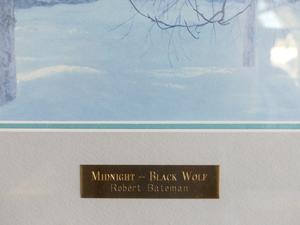 MIDNIGHT – BLACK WOLF
Robert Bateman